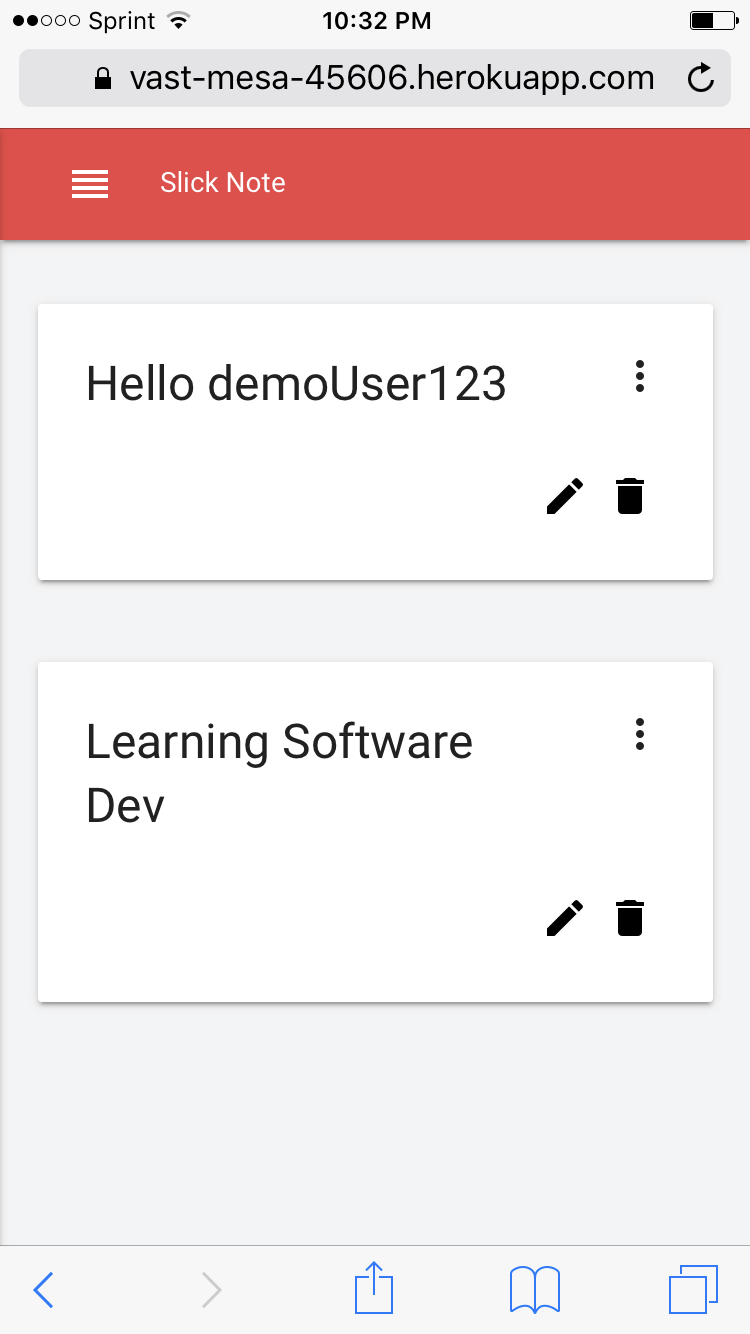 Sprint 10:32 PM
vast-mesa-45606.herokuapp.com
Slick Note
Hello demoUser123
Learning Software
Dev